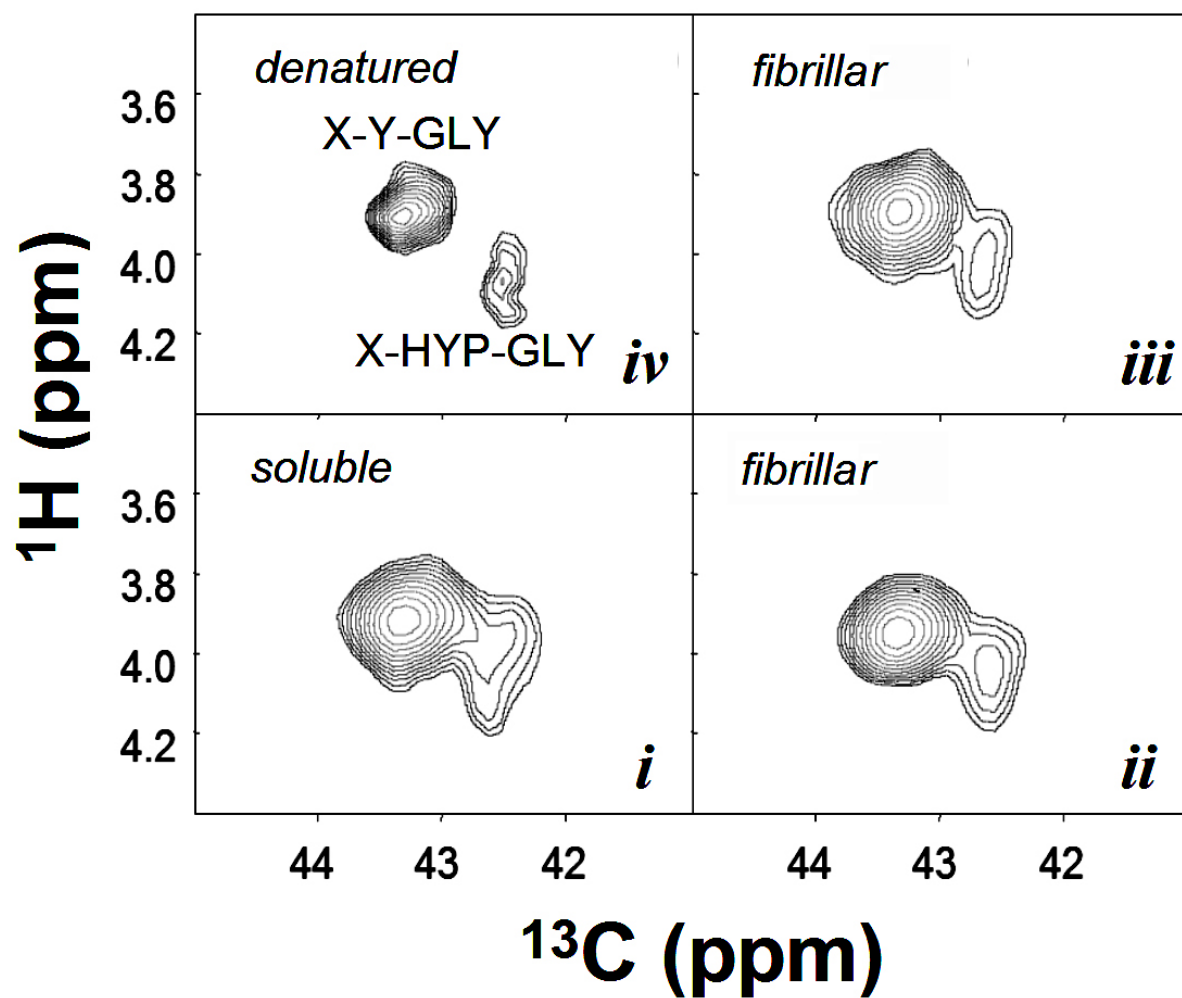 denatured
X-Y-GLY
X-HYP-GLY
iv
fibrillar
iii
soluble
i
fibrillar
ii
3.6
3.8
4.0
4.2
3.6
3.8
4.0
4.2
¹H (ppm)
44 43 42
44 43 42
¹³C (ppm)